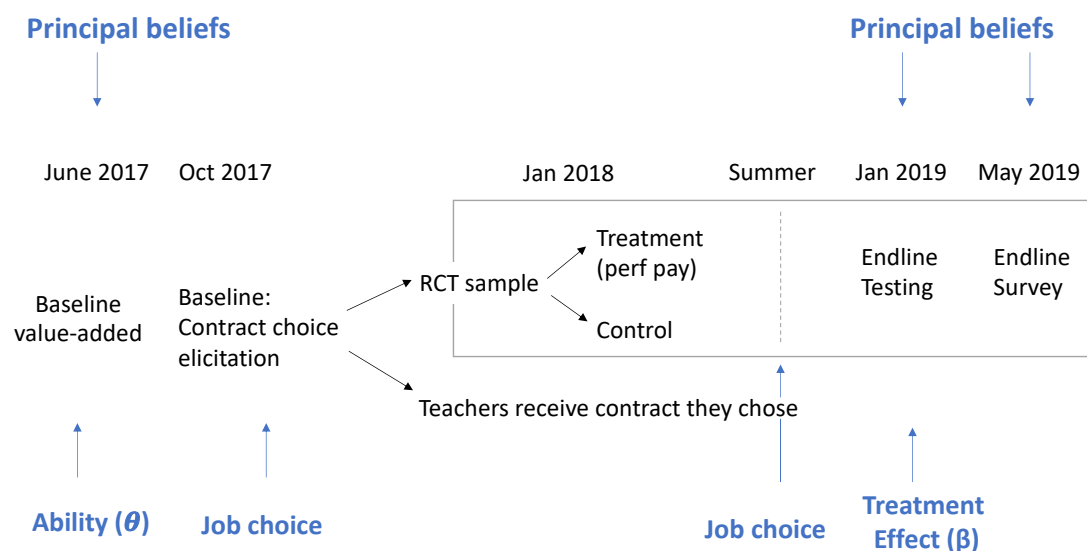 Principal beliefs
Principal beliefs
June 2017
Oct 2017
Jan 2018
Summer
Jan 2019
May 2019
Baseline
value-added
Baseline:
Contract choice
elicitation
RCT sample
Treatment
(perf pay)
Control
Endline
Testing
Endline
Survey
Teachers receive contract they chose
Ability (θ)
Job choice
Job choice
Treatment
Effect (β)